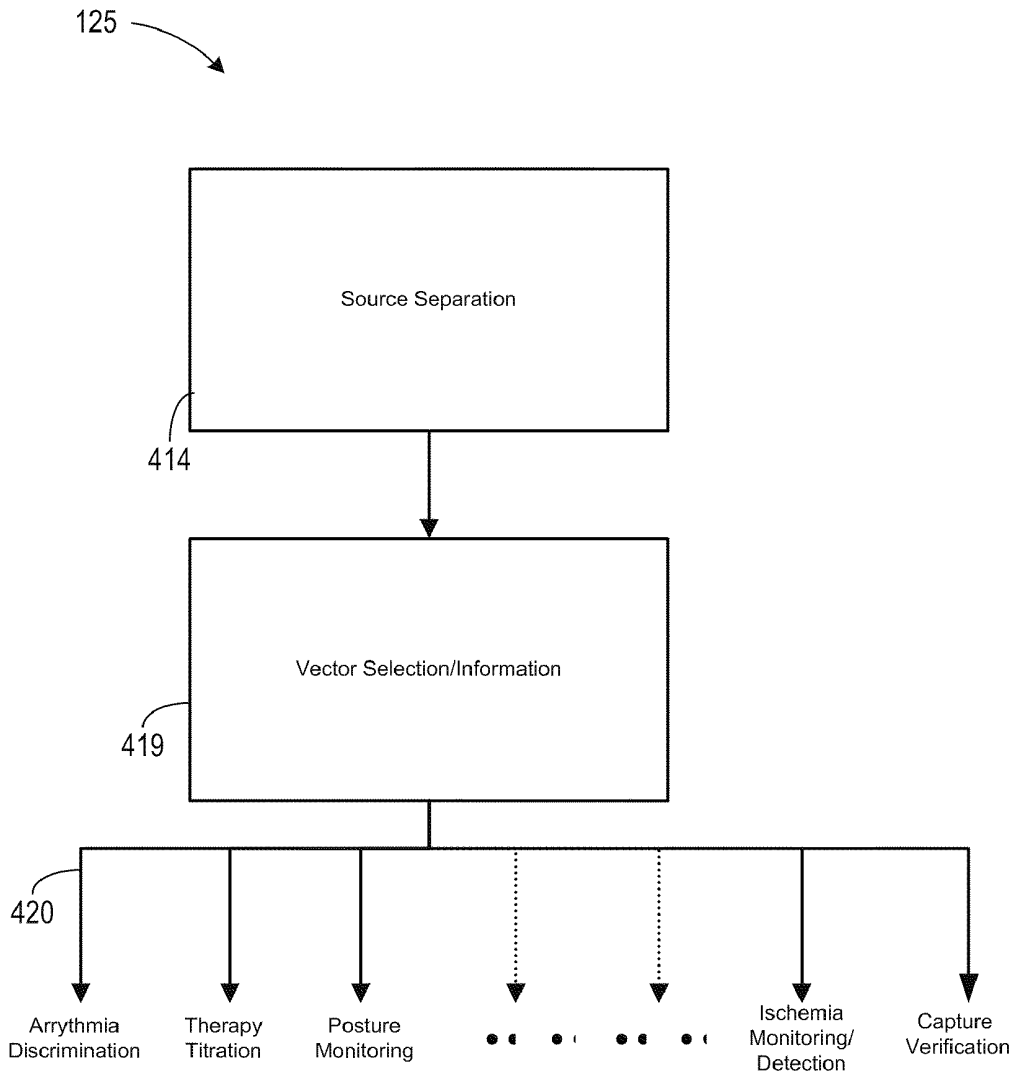 125
Source Separation
414
Vector Selection/Information
419
420
Arrythmia
Discrimination
Therapy
Titration
Posture
Monitoring
Ischemia
Monitoring/
Detection
Capture
Verification